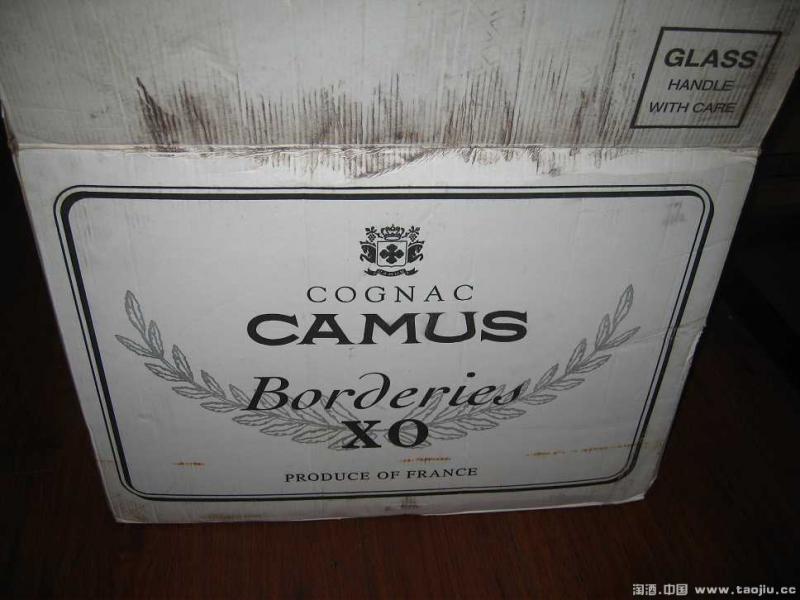 GLASS
HANDLE
WITH CARE
COGNAC
CAMUS
Borderies
XO
PRODUCE OF FRANCE
淘酒.中国 www.taojiu.cc